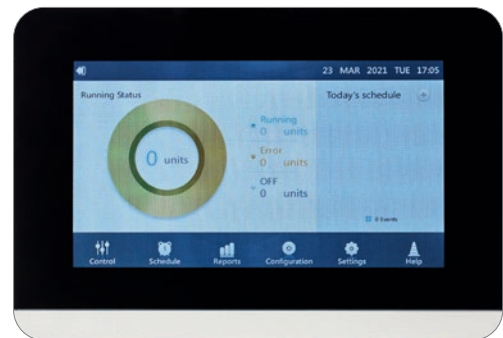 23 MAR 2021 TUE 17:05
Running Status
Today's schedule
0 units
Running
0 units
Error
0 units
OFF
0 units
0 Events
Control
Schedule
Reports
Configuration
Settings
Help